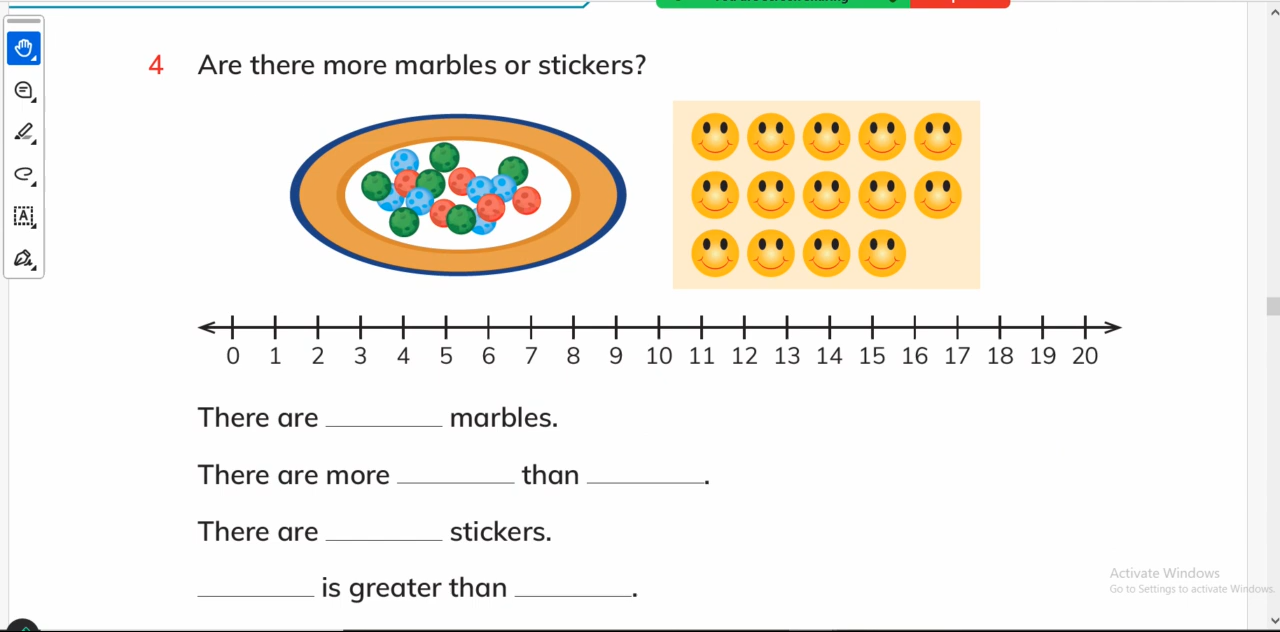 4 Are there more marbles or stickers?
0 1 2 3 4 5 6 7 8 9 10 11 12 13 14 15 16 17 18 19 20
There are ________ marbles.
There are more ________ than ________.
There are ________ stickers.
________ is greater than ________.
Activate Windows
Go to Settings to activate Windows.
A